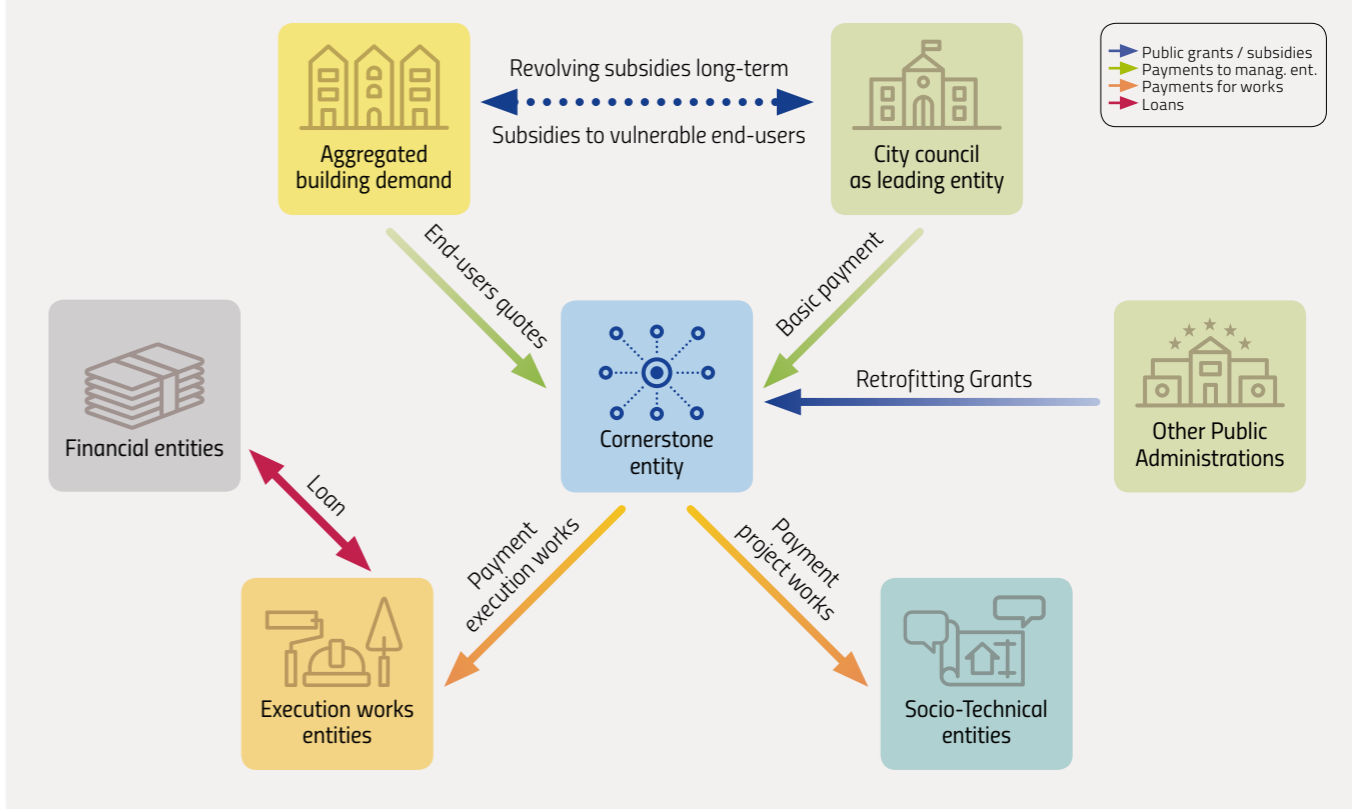 Public grants / subsidies
Payments to manag. ent.
Payments for works
Loans
Revolving subsidies long-term
Subsidies to vulnerable end-users
Aggregated
building demand
City council
as leading entity
End-users quotes
Basic payment
Financial entities
Cornerstone
entity
Retrofitting Grants
Other Public
Administrations
Loan
Payment
execution works
Payment
project works
Execution works
entities
Socio-Technical
entities